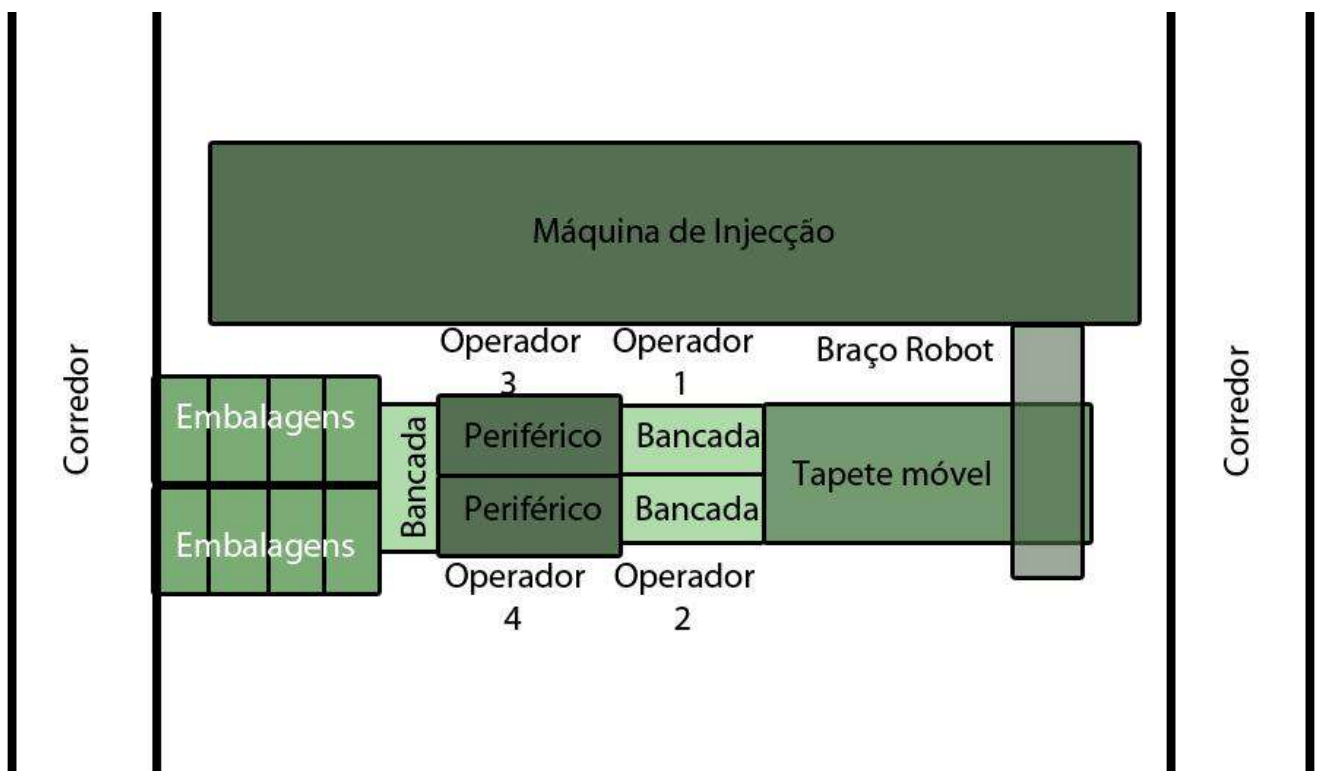 Máquina de Injecção
Operador
3
Operador
1
Braço Robot
Corredor
Embalagens
Bancada
Periférico
Bancada
Tapete móvel
Corredor
Periférico
Bancada
Embalagens
Operador
4
Operador
2